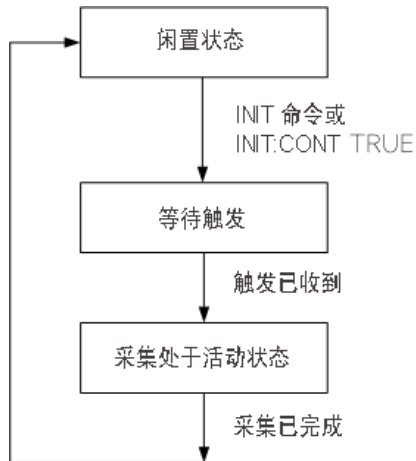 闲置状态
INIT 命令或
INIT:CONT TRUE
等待触发
触发已收到
采集处于活动状态
采集已完成